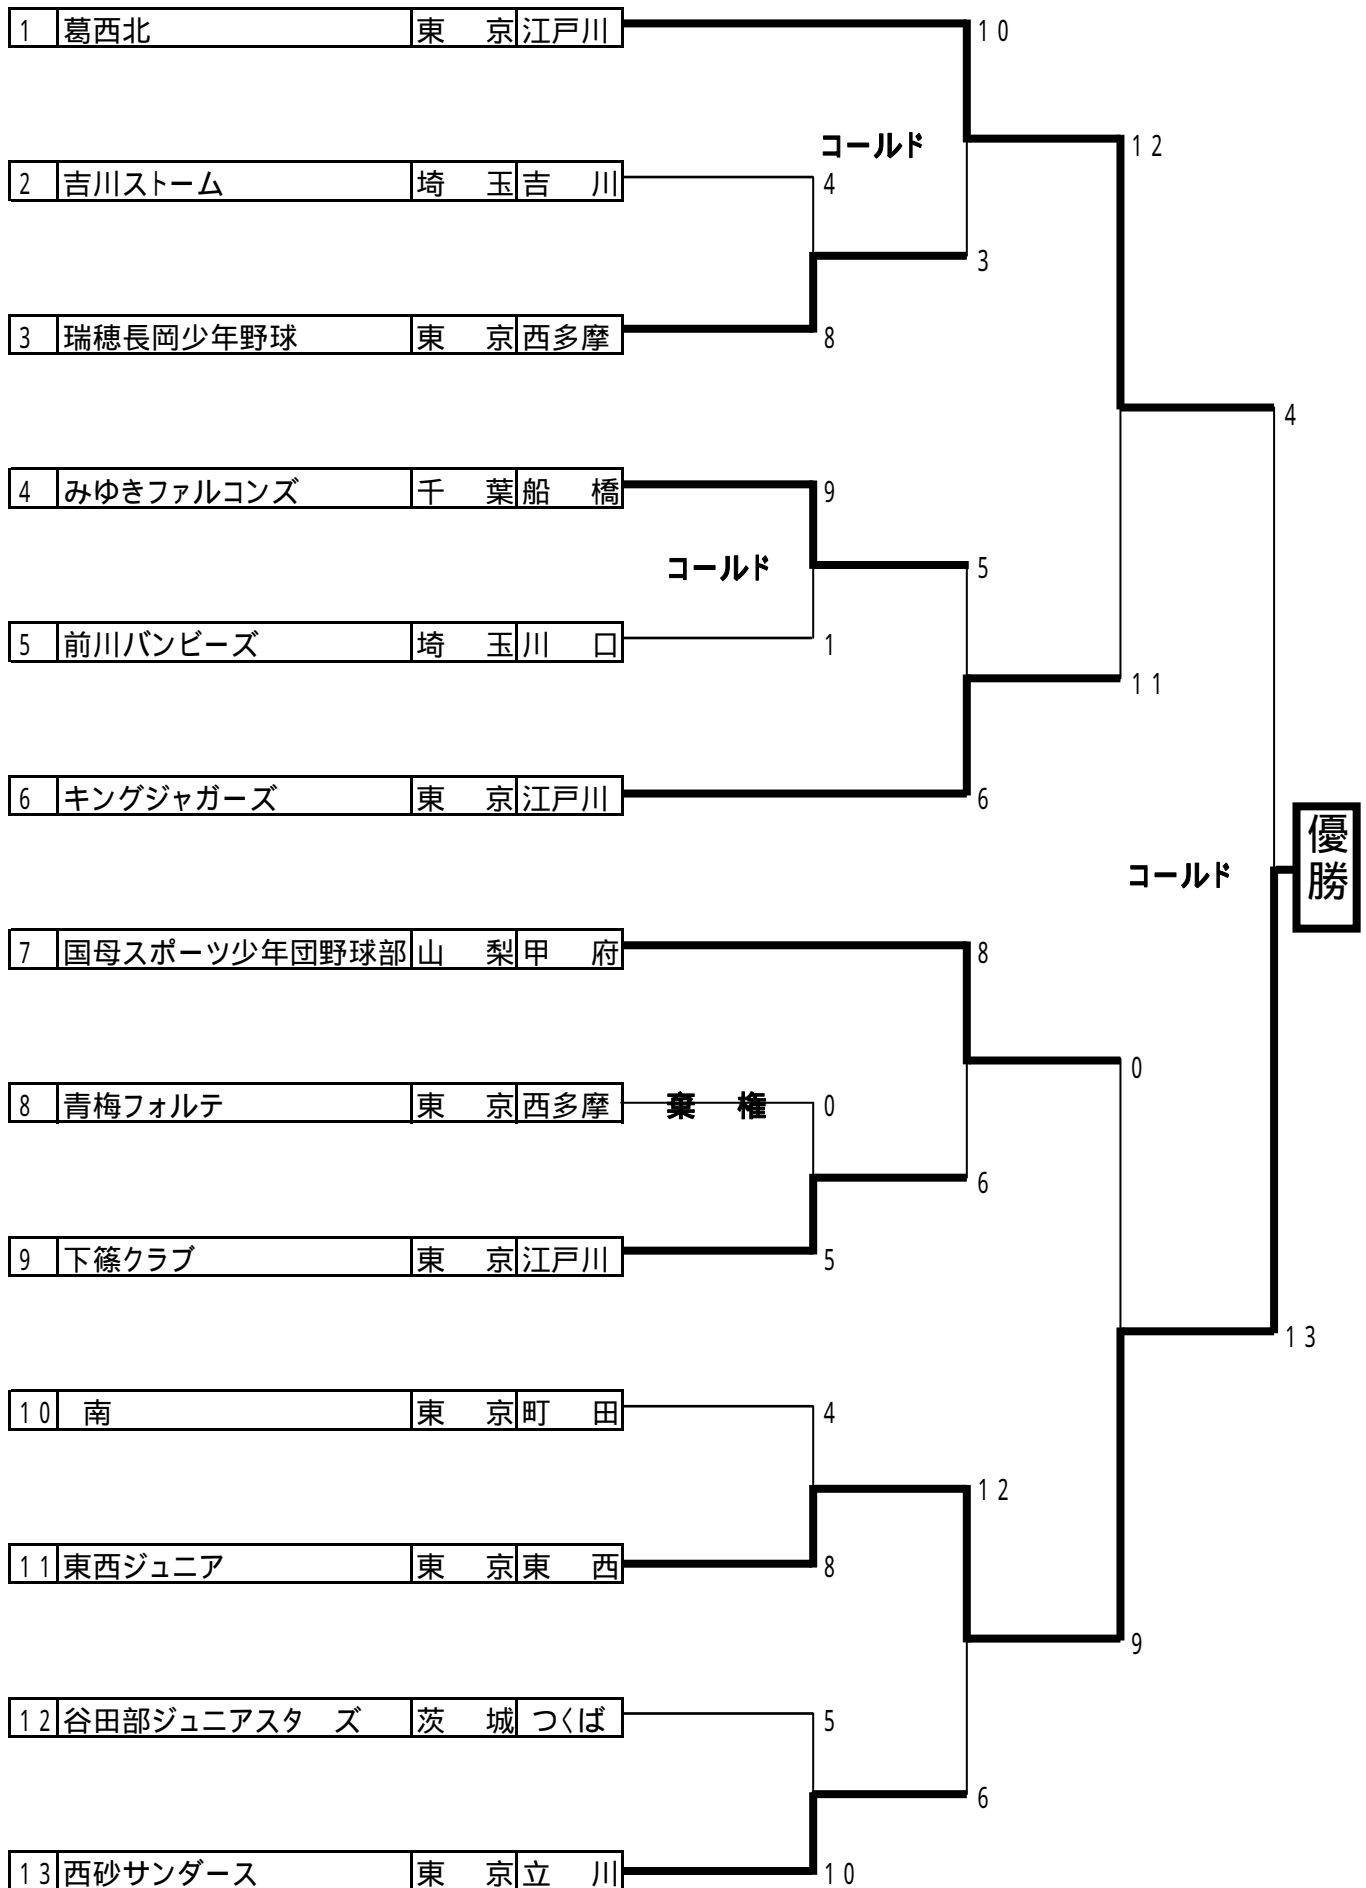 1 葛西北 東 京 江戸川 10
コールド 12
2 吉川ストーム 埼 玉 吉 川 4
3
3 瑞穂長岡少年野球 東 京 西多摩 8
4
4 みゆきファルコンズ 千 葉 船 橋 9
コールド 5
5 前川バンビーズ 埼 玉 川 口 1
11
6 キングジャガーズ 東 京 江戸川 6
優勝
コールド
7 国母スポーツ少年団野球部 山 梨 甲 府 8
0
8 青梅フォルテ 東 京 西多摩 棄 権 0
6
9 下篠クラブ 東 京 江戸川 5
13
10 南 東 京 町 田 4
12
11 東西ジュニア 東 京 東 西 8
9
12 谷田部ジュニアスタ ズ 茨 城 つくば 5
6
13 西砂サンダース 東 京 立 川 10